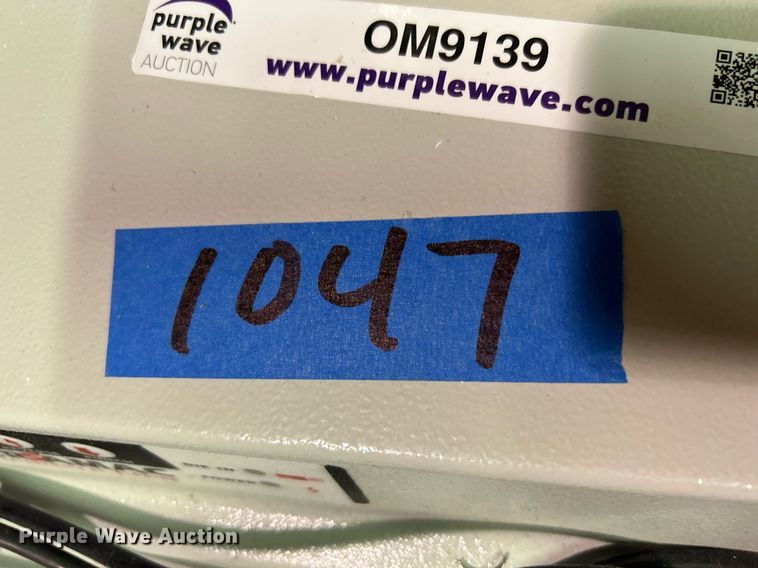 purple
wave
AUCTION
OM9139
www.purplewave.com
1047
Purple Wave Auction